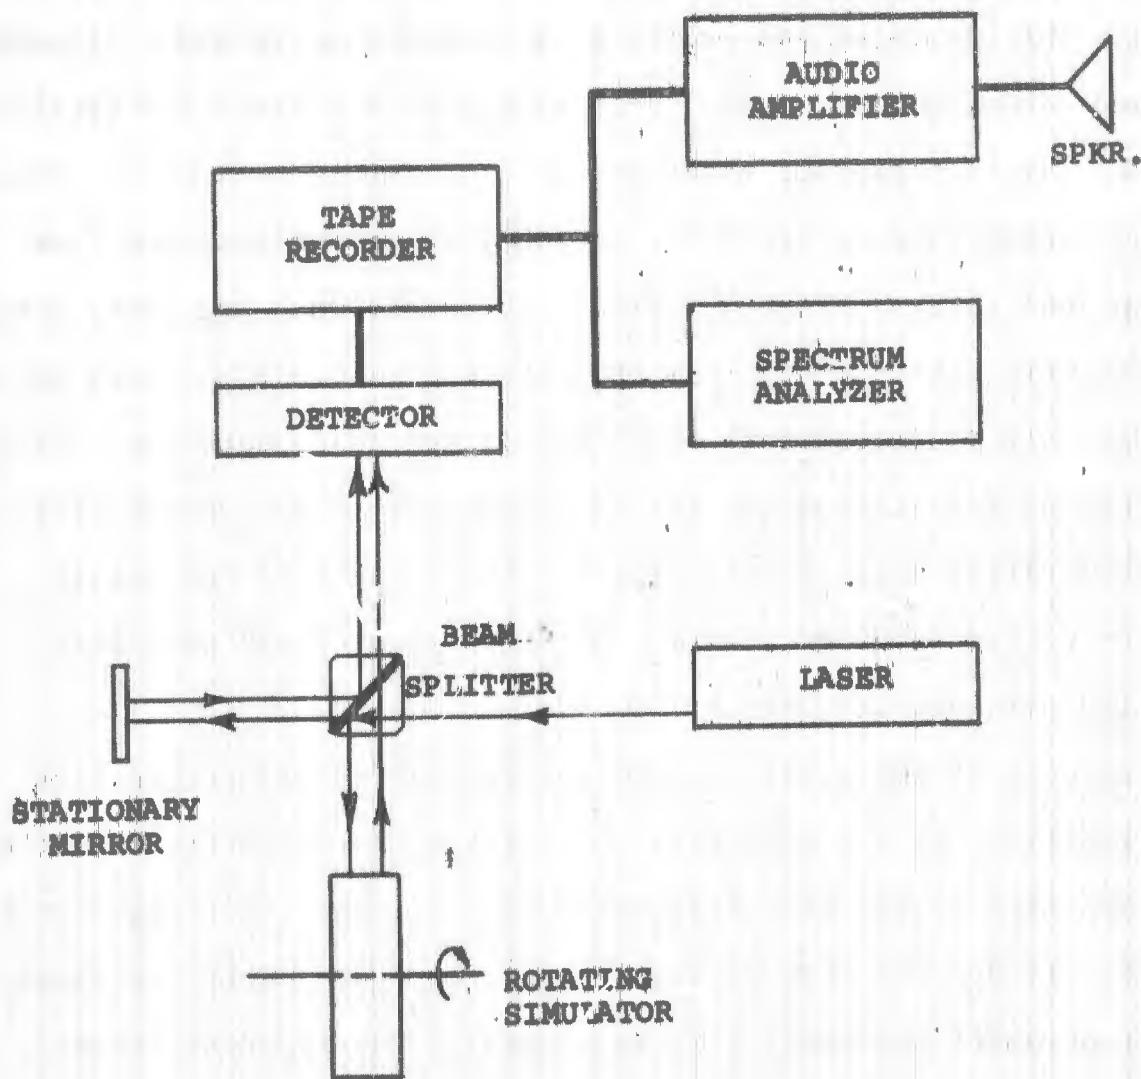 AUDIO
AMPLIFIER
SPKR.
TAPE
RECORDER
SPECTRUM
ANALYZER
DETECTOR
BEAM
SPLITTER
LASER
STATIONARY
MIRROR
ROTATING
SIMULATOR